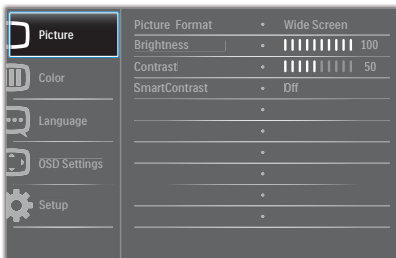 Picture
Color
Language
OSD Settings
Setup
Picture Format • Wide Screen
Brightness • 100
Contrast • 50
SmartContrast • Off
•
•
•
•
•
•